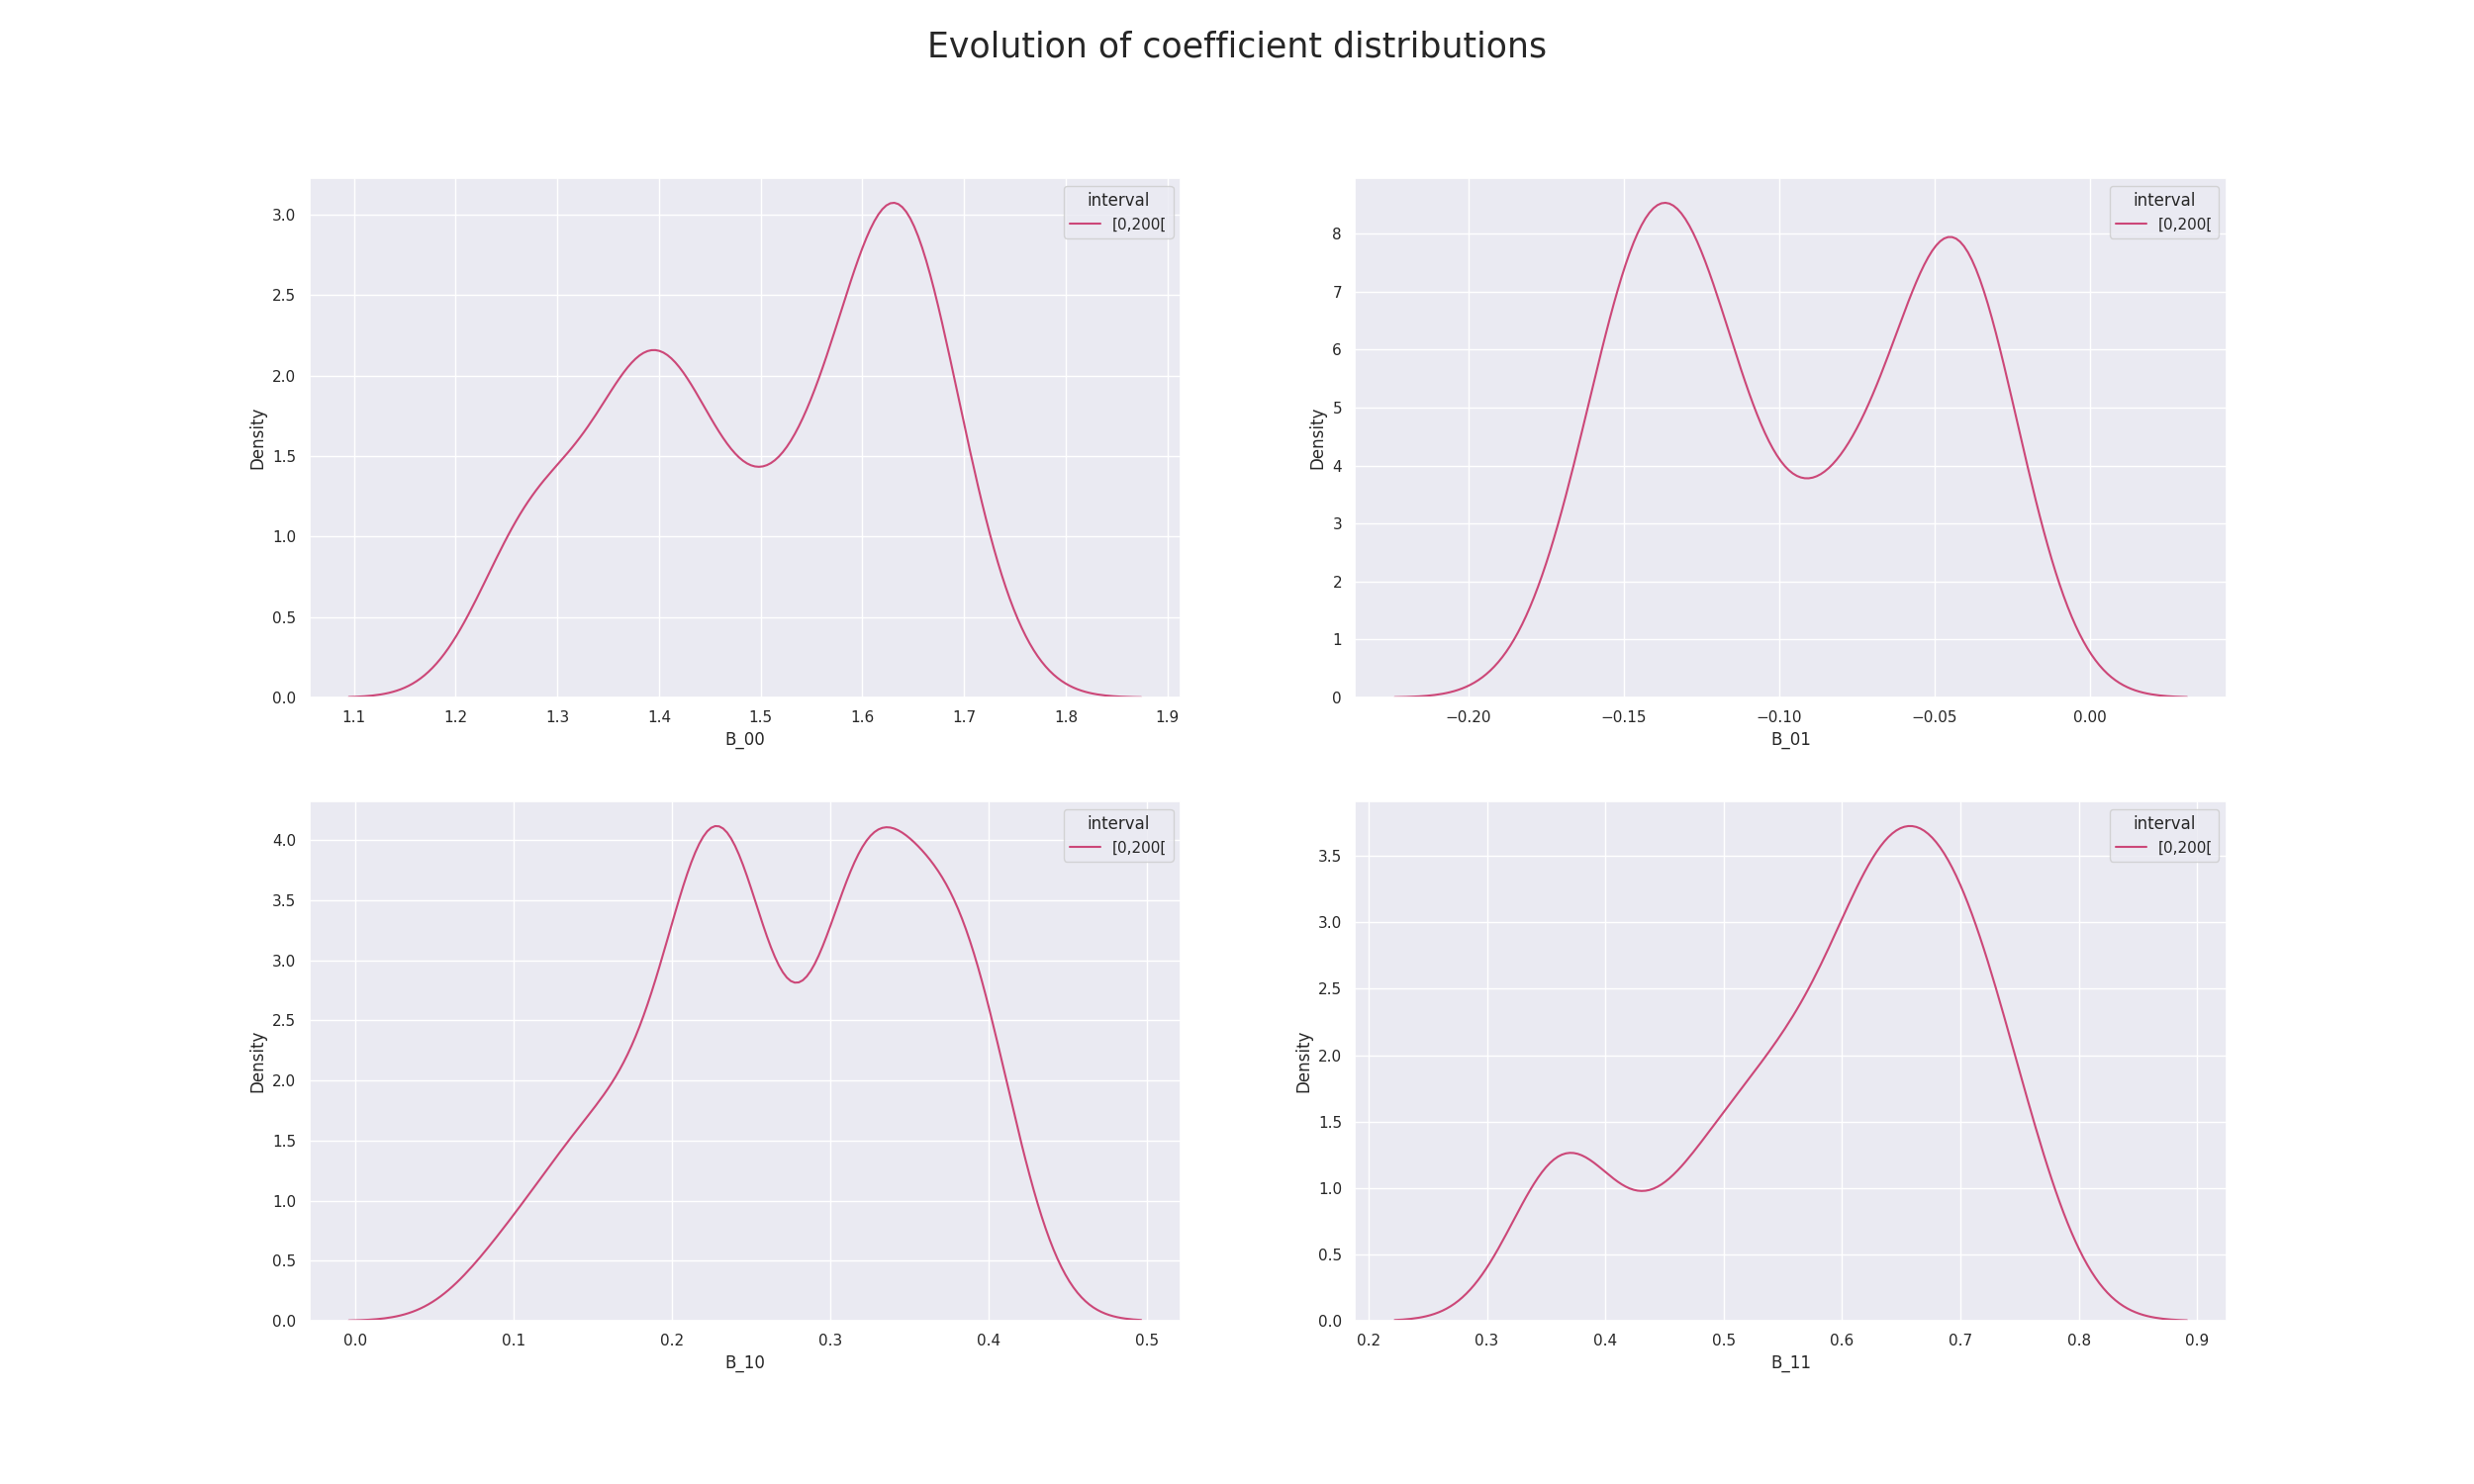 Evolution of coefficient distributions
interval
[0,200[
3.0
2.5
2.0
1.5
1.0
0.5
0.0
Density
1.1 1.2 1.3 1.4 1.5 1.6 1.7 1.8 1.9
B_00
interval
[0,200[
8
7
6
5
4
3
2
1
0
Density
−0.20 −0.15 −0.10 −0.05 0.00
B_01
interval
[0,200[
4.0
3.5
3.0
2.5
2.0
1.5
1.0
0.5
0.0
Density
0.0 0.1 0.2 0.3 0.4 0.5
B_10
interval
[0,200[
3.5
3.0
2.5
2.0
1.5
1.0
0.5
0.0
Density
0.2 0.3 0.4 0.5 0.6 0.7 0.8 0.9
B_11